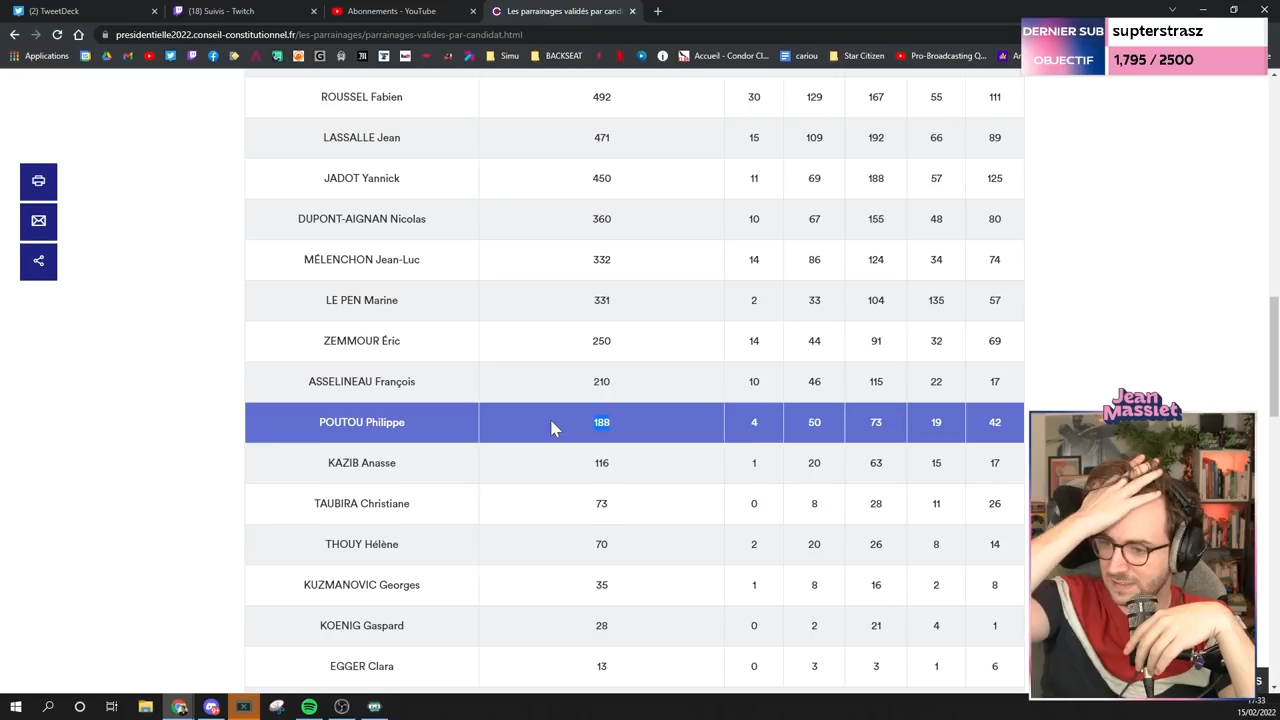 (2) TweetDeck
(18) Suivis - Twitch
Abonnements - YouTube
Les parrainages validés par cand
presidentielle2022.conseil-constitutionnel.fr/les-parrainages/parrainages-valides-par-candidat.html
Applications
Simu
BACKSEAT
Accueil - Condor Cl...
cariou
Star Citizen
Pro-Broadcasting Q...
DERNIER SUB supterstrasz
OBJECTIF 1,795 / 2500
ROUSSEL Fabien 492 30 129 167 55 111
LASSALLE Jean 471 15 109 192 66 89
JADOT Yannick 450 11 69 188 57 125
DUPONT-AIGNAN Nicolas 360 10 67 155 48 80
MÉLENCHON Jean-Luc 332 14 86 124 34 74
LE PEN Marine 331 2 33 104 135 57
ZEMMOUR Éric 250 14 44 91 32 69
ASSELINEAU François 210 10 46 115 22 17
POUTOU Philippe 188 4 50 73 19 42
KAZIB Anasse 116 1 20 63 15 17
TAUBIRA Christiane 73 0 8 28 11 26
THOUY Hélène 70 2 20 26 8 14
KUZMANOVIC Georges 35 1 8 16 2 8
KOENIG Gaspard 28 0 2 21 4 1
EGGER Clara 13 0 3 3 1 6
Jean
Massiet
17:33
15/02/2022